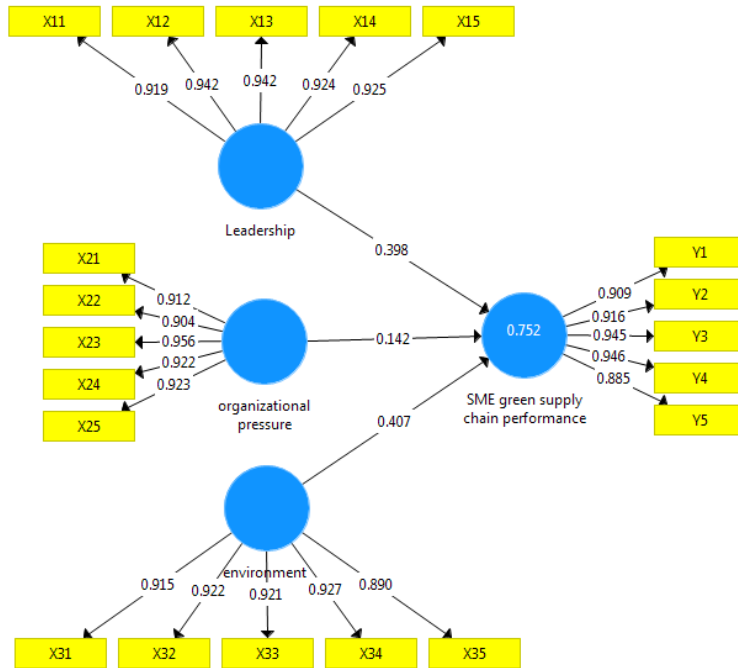 X11 X12 X13 X14 X15
0.919 0.942 0.942 0.924 0.925
Leadership
0.398
X21
X22
X23
X24
X25
0.912
0.904
0.956
0.922
0.923
organizational
pressure
0.142
0.752
SME green supply
chain performance
0.909
0.916
0.945
0.946
0.885
Y1
Y2
Y3
Y4
Y5
0.407
environment
0.915 0.922 0.921 0.927 0.890
X31 X32 X33 X34 X35